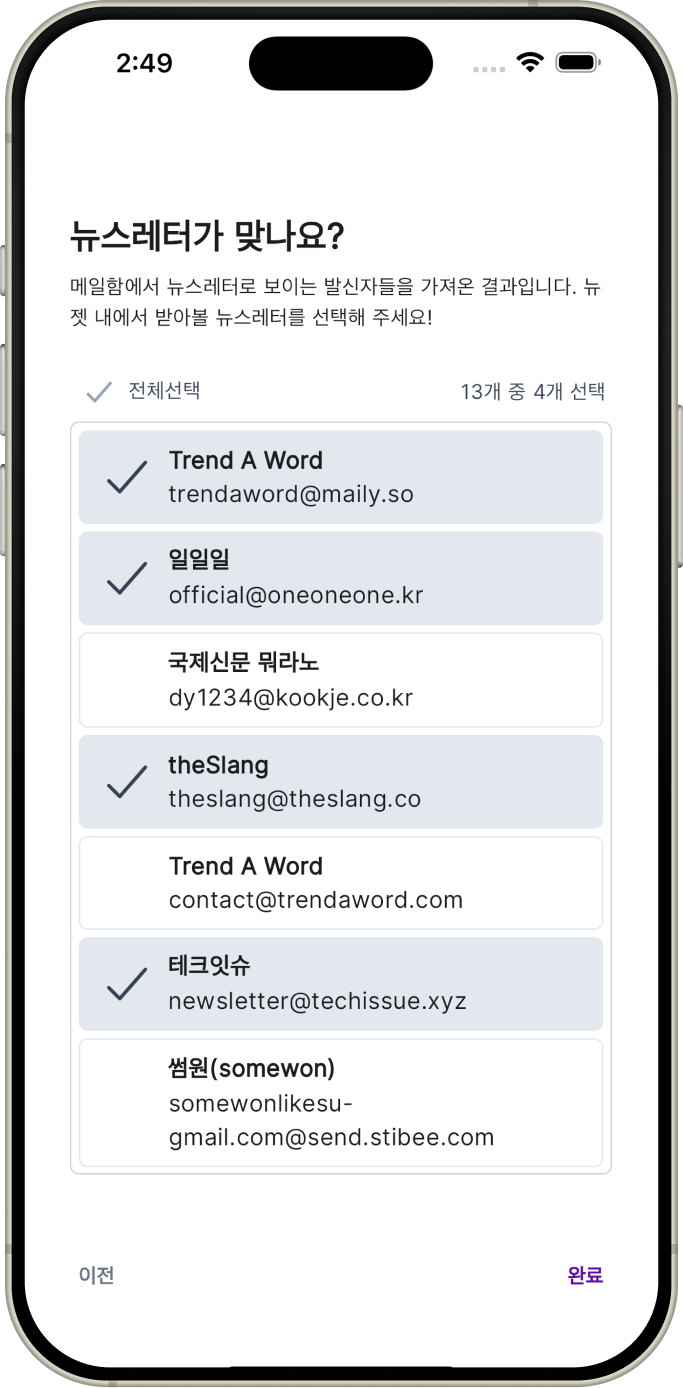 2:49
뉴스레터가 맞나요?
메일함에서 뉴스레터로 보이는 발신자들을 가져온 결과입니다. 뉴
젯 내에서 받아볼 뉴스레터를 선택해 주세요!
전체선택
13개 중 4개 선택
Trend A Word
trendaword@maily.so
일일일
official@oneoneone.kr
국제신문 뭐라노
dy1234@kookje.co.kr
theSlang
theslang@theslang.co
Trend A Word
contact@trendaword.com
테크잇슈
newsletter@techissue.xyz
썸원(somewon)
somewonlikesu-
gmail.com@send.stibee.com
이전
완료